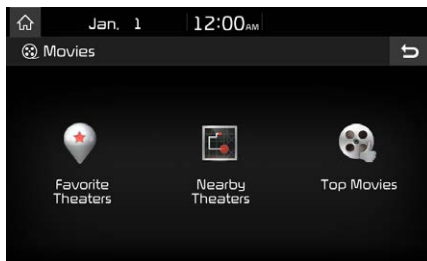 Jan. 1 12:00AM
Movies
Favorite
Theaters
Nearby
Theaters
Top Movies